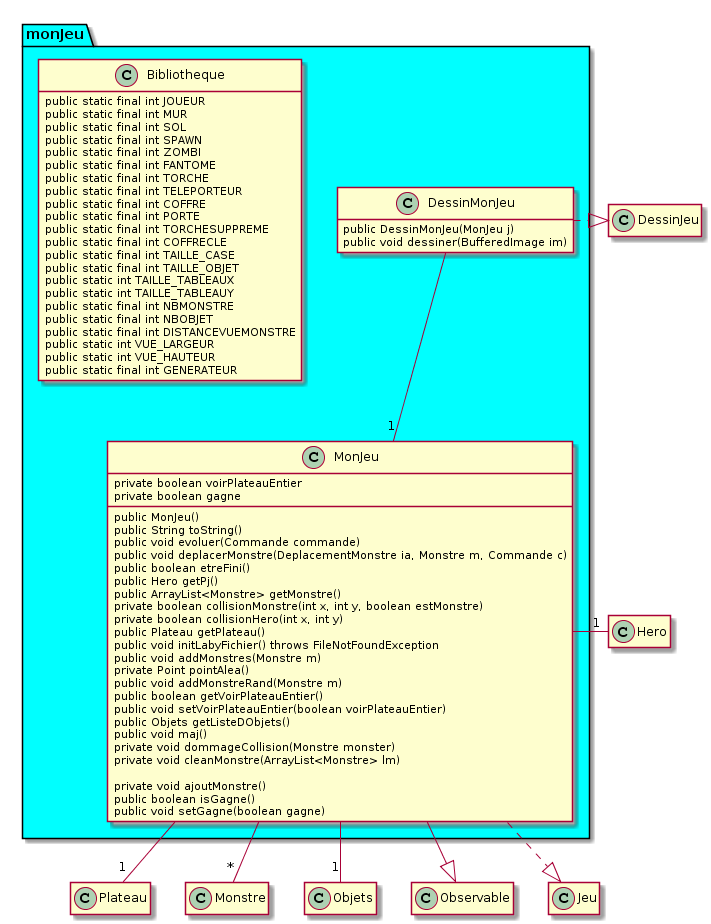 monJeu
C Bibliotheque
public static final int JOUEUR
public static final int MUR
public static final int SOL
public static final int SPAWN
public static final int ZOMBI
public static final int FANTOME
public static final int TORCHE
public static final int TELEPORTEUR
public static final int COFFRE
public static final int PORTE
public static final int TORCHESUPPREME
public static final int COFFRECLE
public static final int TAILLE_CASE
public static final int TAILLE_OBJET
public static int TAILLE_TABLEAUX
public static int TAILLE_TABLEAUY
public static final int NBMONSTRE
public static final int NBOBJET
public static final int DISTANCEVUEMONSTRE
public static int VUE_LARGEUR
public static int VUE_HAUTEUR
public static final int GENERATEUR
C DessinMonJeu
public DessinMonJeu(MonJeu j)
public void dessiner(BufferedImage im)
C DessinJeu
1
C MonJeu
private boolean voirPlateauEntier
private boolean gagne
public MonJeu()
public String toString()
public void evoluer(Commande commande)
public void deplacerMonstre(DeplacementMonstre ia, Monstre m, Commande c)
public boolean etreFini()
public Hero getPj()
public ArrayList<Monstre> getMonstre()
private boolean collisionMonstre(int x, int y, boolean estMonstre)
private boolean collisionHero(int x, int y)
public Plateau getPlateau()
public void initLabyFichier() throws FileNotFoundException
public void addMonstres(Monstre m)
private Point pointAlea()
public void addMonstreRand(Monstre m)
public boolean getVoirPlateauEntier()
public void setVoirPlateauEntier(boolean voirPlateauEntier)
public Objets getListeDObjets()
public void maj()
private void dommageCollision(Monstre monster)
private void cleanMonstre(ArrayList<Monstre> lm)
private void ajoutMonstre()
public boolean isGagne()
public void setGagne(boolean gagne)
1
C Hero
1
*
1
C Plateau
C Monstre
C Objets
C Observable
C Jeu